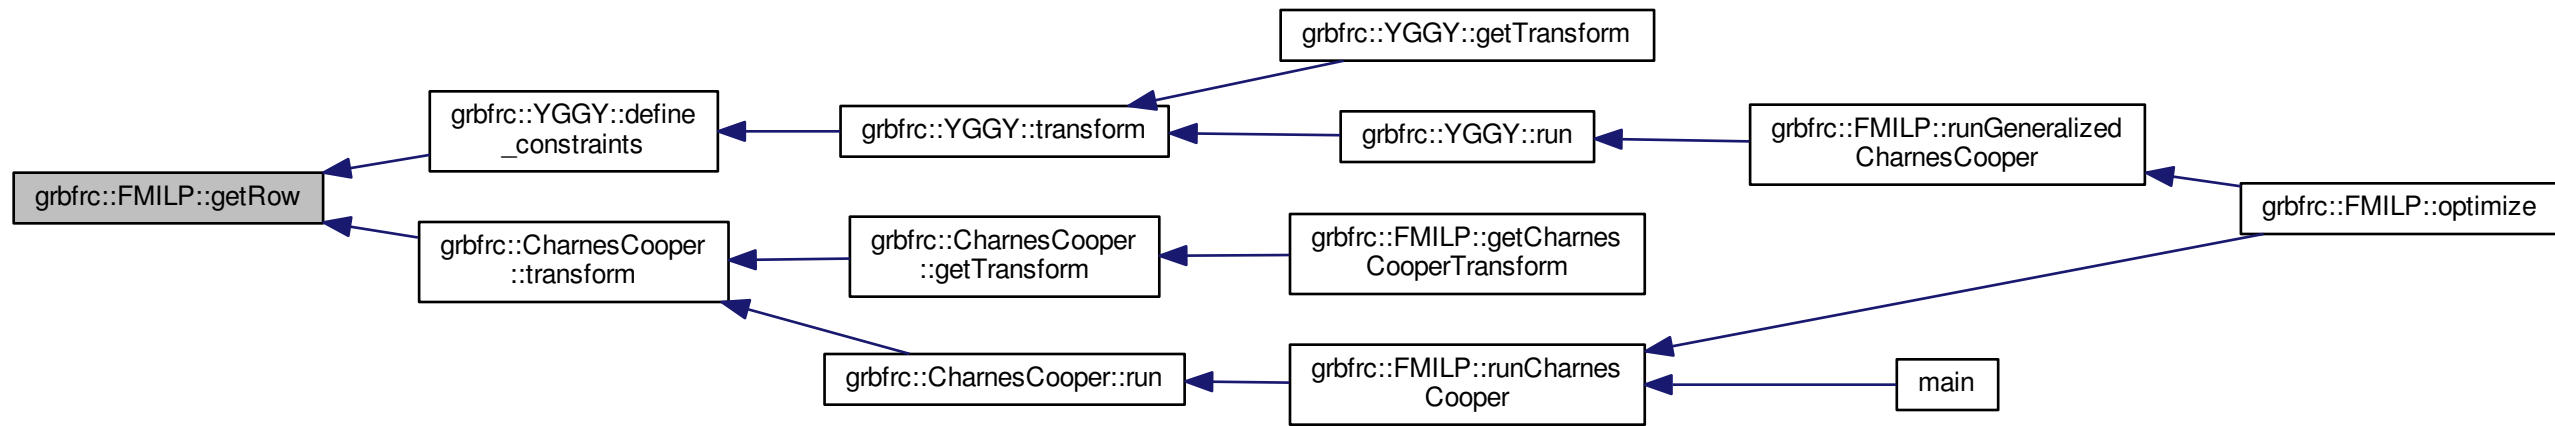 grbfrc::YGGY::getTransform
grbfrc::YGGY::define
_constraints
grbfrc::YGGY::transform
grbfrc::YGGY::run
grbfrc::FMILP::runGeneralized
CharnesCooper
grbfrc::FMILP::getRow
grbfrc::FMILP::optimize
grbfrc::CharnesCooper
::transform
grbfrc::CharnesCooper
::getTransform
grbfrc::FMILP::getCharnes
CooperTransform
grbfrc::CharnesCooper::run
grbfrc::FMILP::runCharnes
Cooper
main